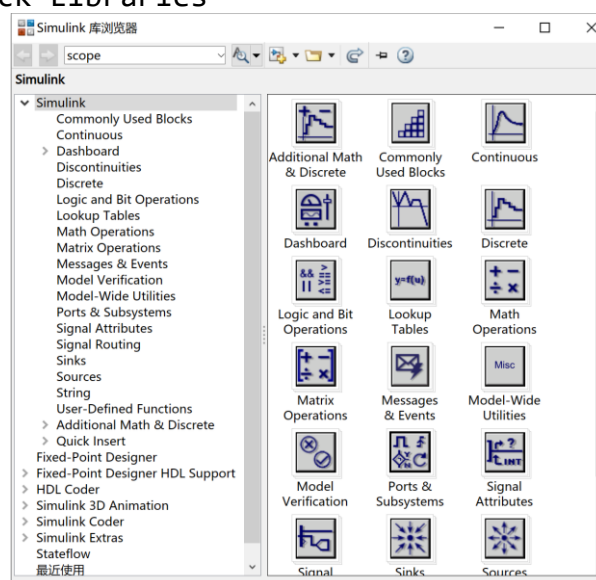 ck Libraries
Simulink 库浏览器
scope
Simulink
Simulink
Commonly Used Blocks
Continuous
Dashboard
Discontinuities
Discrete
Logic and Bit Operations
Lookup Tables
Math Operations
Matrix Operations
Messages & Events
Model Verification
Model-Wide Utilities
Ports & Subsystems
Signal Attributes
Signal Routing
Sinks
Sources
String
User-Defined Functions
Additional Math & Discrete
Quick Insert
Fixed-Point Designer
Fixed-Point Designer HDL Support
HDL Coder
Simulink 3D Animation
Simulink Coder
Simulink Extras
Stateflow
最近使用
Additional Math
& Discrete
Commonly
Used Blocks
Continuous
Dashboard
Discontinuities
Discrete
&& >=
|| <=
Logic and Bit
Operations
y=f(u)
Lookup
Tables
+ −
÷ ×
Math
Operations
+ −
÷ ×
Matrix
Operations
Messages
& Events
Misc
Model-Wide
Utilities
Model
Verification
Ports &
Subsystems
?
INT
Signal
Attributes
Signal
Sinks
Sources